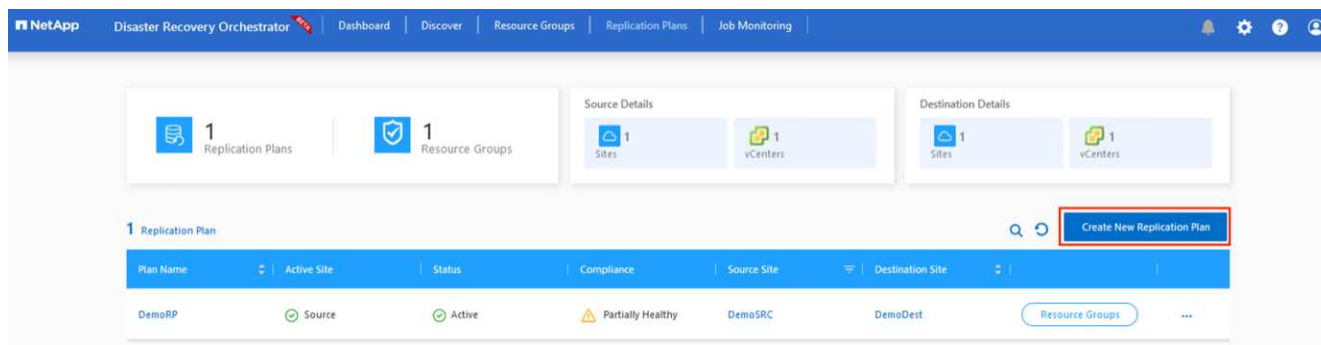 NetApp Disaster Recovery Orchestrator Dashboard Discover Resource Groups Replication Plans Job Monitoring
1 Replication Plans
1 Resource Groups
Source Details
1 Sites
1 vCenters
Destination Details
1 Sites
1 vCenters
1 Replication Plan
Create New Replication Plan
Plan Name Active Site Status Compliance Source Site Destination Site
DemoRP Source Active Partially Healthy DemoSRC DemoDest Resource Groups ...